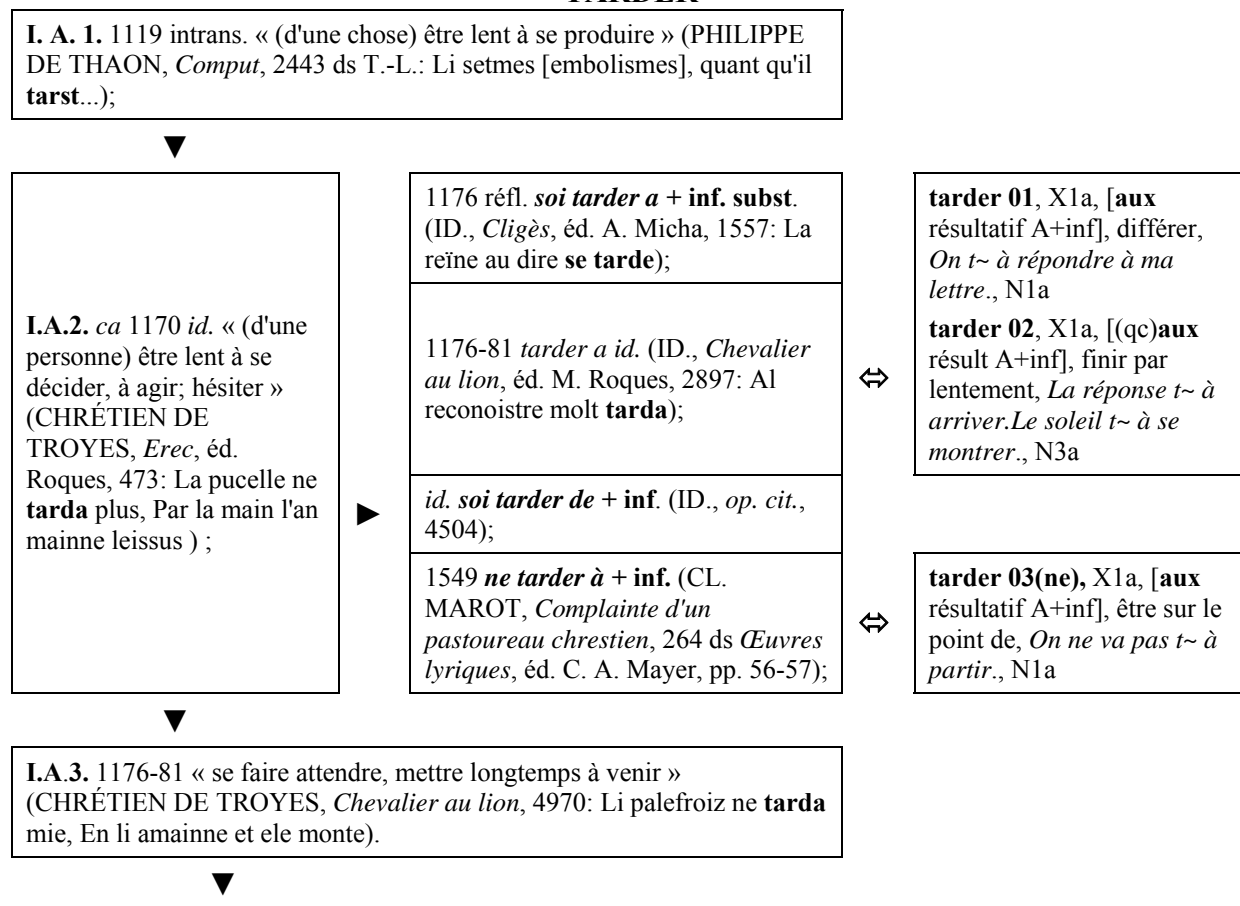 TARDER
I. A. 1. 1119 intrans. « (d'une chose) être lent à se produire » (PHILIPPE
DE THAON, Comput, 2443 ds T.-L.: Li setmes [embolismes], quant qu'il
tarst...);
▼
I.A.2. ca 1170 id. « (d'une
personne) être lent à se
décider, à agir; hésiter »
(CHRÉTIEN DE
TROYES, Erec, éd.
Roques, 473: La pucelle ne
tarda plus, Par la main l'an
mainne leissus ) ;
►
1176 réfl. soi tarder a + inf. subst.
(ID., Cligès, éd. A. Micha, 1557: La
reïne au dire se tarde);
1176-81 tarder a id. (ID., Chevalier
au lion, éd. M. Roques, 2897: Al
reconoistre molt tarda);
id. soi tarder de + inf. (ID., op. cit.,
4504);
1549 ne tarder à + inf. (CL.
MAROT, Complainte d'un
pastoureau chrestien, 264 ds Œuvres
lyriques, éd. C. A. Mayer, pp. 56-57);
⇔
tarder 01, X1a, [aux
résultatif A+inf], différer,
On t~ à répondre à ma
lettre., N1a
tarder 02, X1a, [(qc)aux
résult A+inf], finir par
lentement, La réponse t~ à
arriver.Le soleil t~ à se
montrer., N3a
⇔
tarder 03(ne), X1a, [aux
résultatif A+inf], être sur le
point de, On ne va pas t~ à
partir., N1a
▼
I.A.3. 1176-81 « se faire attendre, mettre longtemps à venir »
(CHRÉTIEN DE TROYES, Chevalier au lion, 4970: Li palefroiz ne tarda
mie, En li amainne et ele monte).
▼